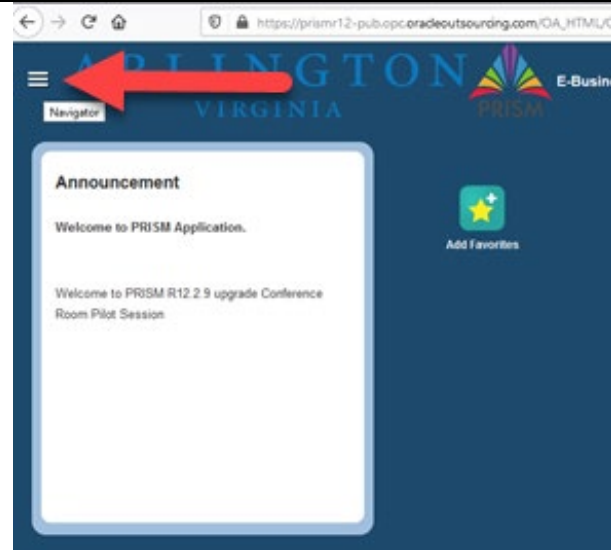 https://prismr12-pub.opc.oracleoutsourcing.com/OA_HTML/
ARLINGTON
VIRGINIA
PRISM
E-Busin
Navigator
Announcement
Welcome to PRISM Application.
Welcome to PRISM R12.2.9 upgrade Conference
Room Pilot Session
Add Favorites